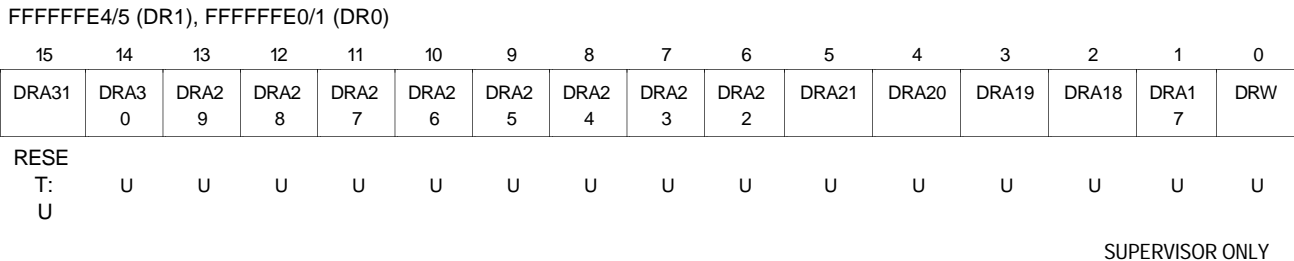 FFFFFFE4/5 (DR1), FFFFFFE0/1 (DR0)
15 14 13 12 11 10 9 8 7 6 5 4 3 2 1 0
DRA31 DRA3 DRA2 DRA2 DRA2 DRA2 DRA2 DRA2 DRA2 DRA2 DRA21 DRA20 DRA19 DRA18 DRA1 DRW
0 9 8 7 6 5 4 3 2 7
RESE
T: U U U U U U U U U U U U U U U
U
SUPERVISOR ONLY